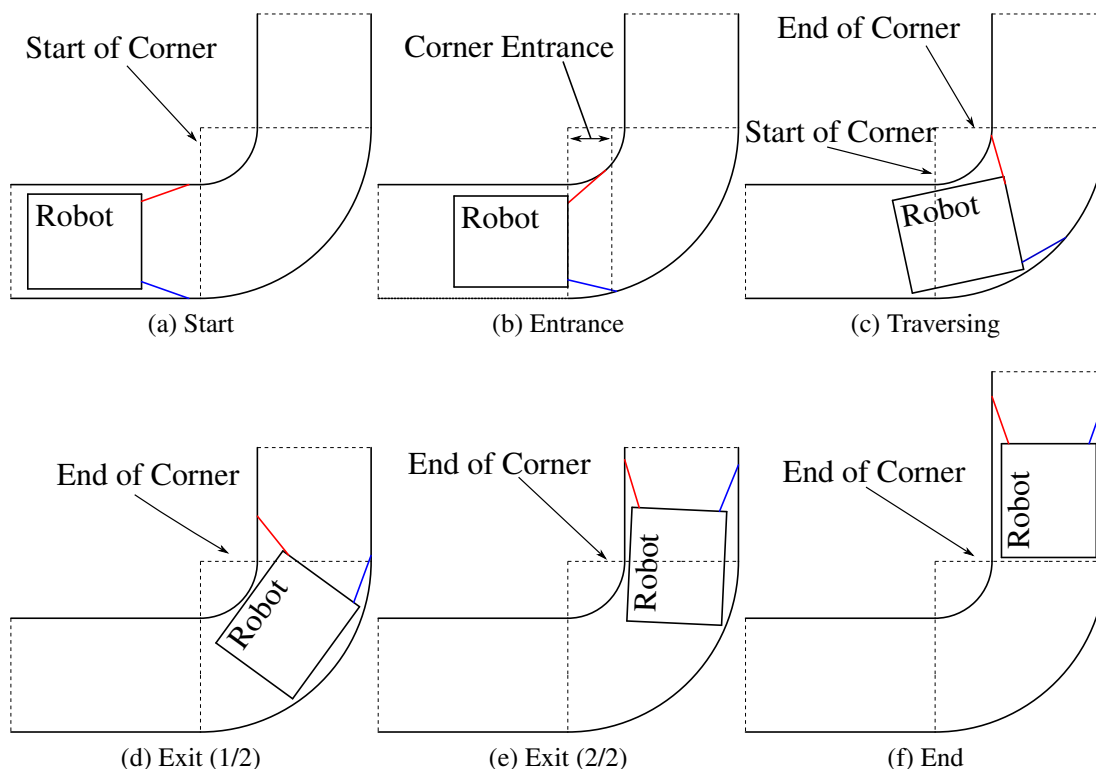 Start of Corner
Robot
(a) Start
Corner Entrance
Robot
(b) Entrance
End of Corner
Start of Corner
Robot
(c) Traversing
End of Corner
Robot
(d) Exit (1/2)
End of Corner
Robot
(e) Exit (2/2)
End of Corner
Robot
(f) End